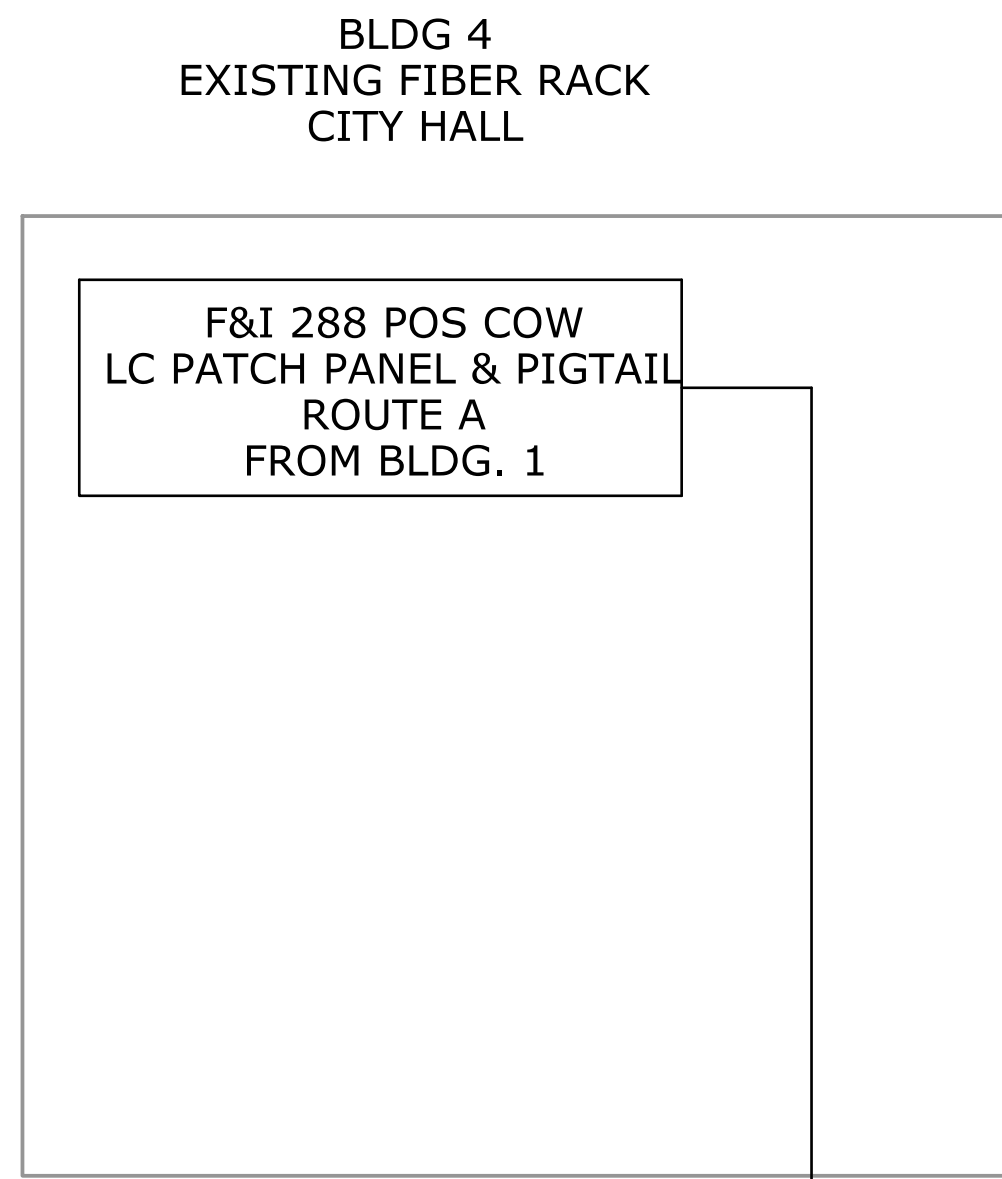 BLDG 4
EXISTING FIBER RACK
CITY HALL
F&I 288 POS COW
LC PATCH PANEL & PIGTAIL
ROUTE A
FROM BLDG. 1